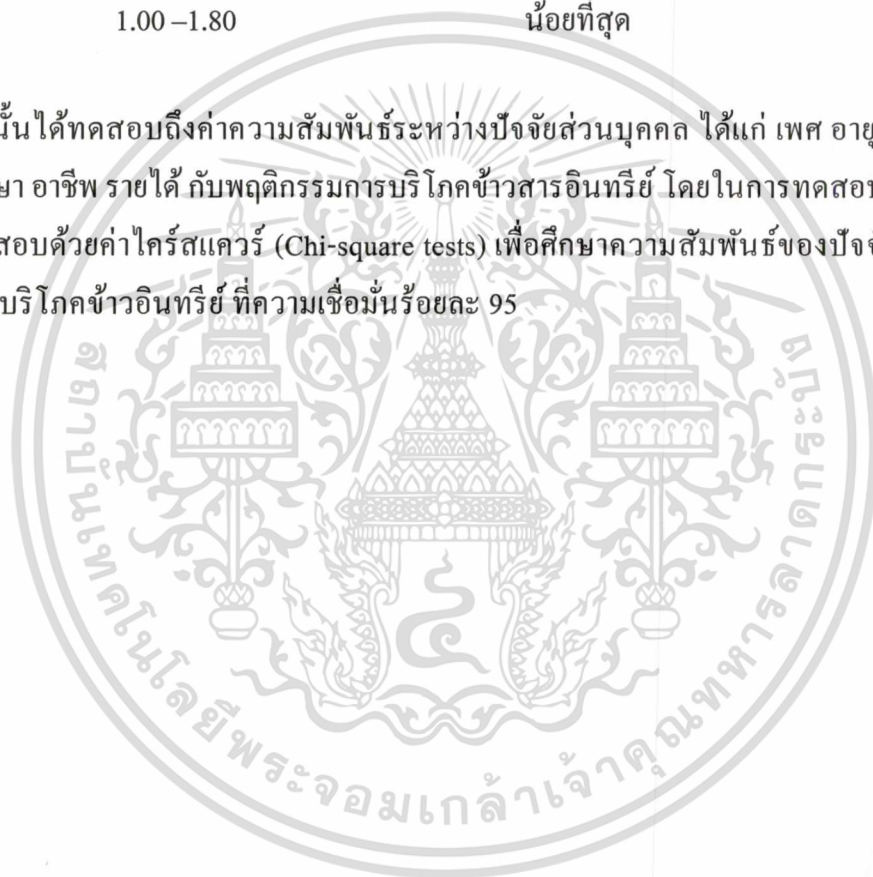 1.00 –1.80 น้อยที่สุด
นั้นได้ทดสอบถึงค่าความสัมพันธ์ระหว่างปัจจัยส่วนบุคคล ได้แก่ เพศ อายุ
ษา อาชีพ รายได้ กับพฤติกรรมการบริโภคข้าวสารอินทรีย์ โดยในการทดสอบ
สอบด้วยค่าไคร์สแควร์ (Chi-square tests) เพื่อศึกษาความสัมพันธ์ของปัจจั
บริโภคข้าวอินทรีย์ ที่ความเชื่อมั่นร้อยละ 95
สถาบันเทคโนโลยีพระจอมเกล้าเจ้าคุณทหารลาดกระบัง